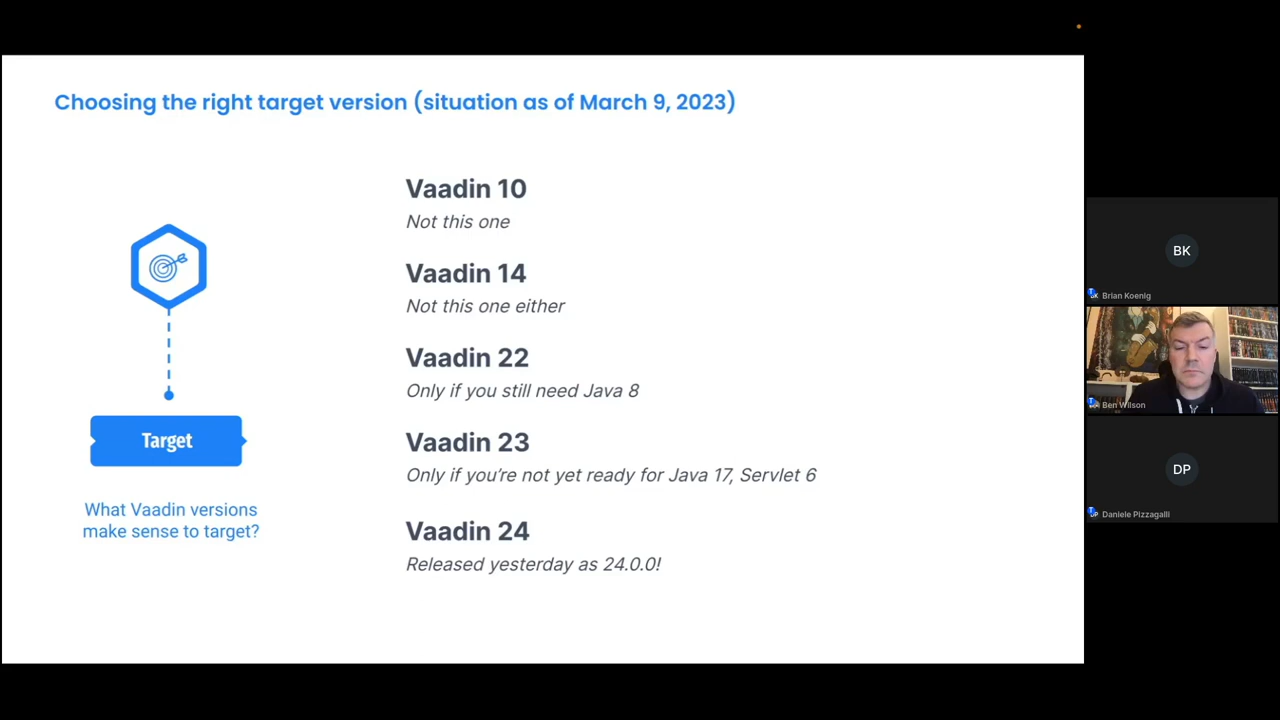 Choosing the right target version (situation as of March 9, 2023)
Vaadin 10
Not this one
Vaadin 14
Not this one either
Vaadin 22
Only if you still need Java 8
Vaadin 23
Only if you're not yet ready for Java 17, Servlet 6
Vaadin 24
Released yesterday as 24.0.0!
Target
What Vaadin versions
make sense to target?
BK
Brian Koenig
Ben Wilson
DP
Daniele Pizzagalli